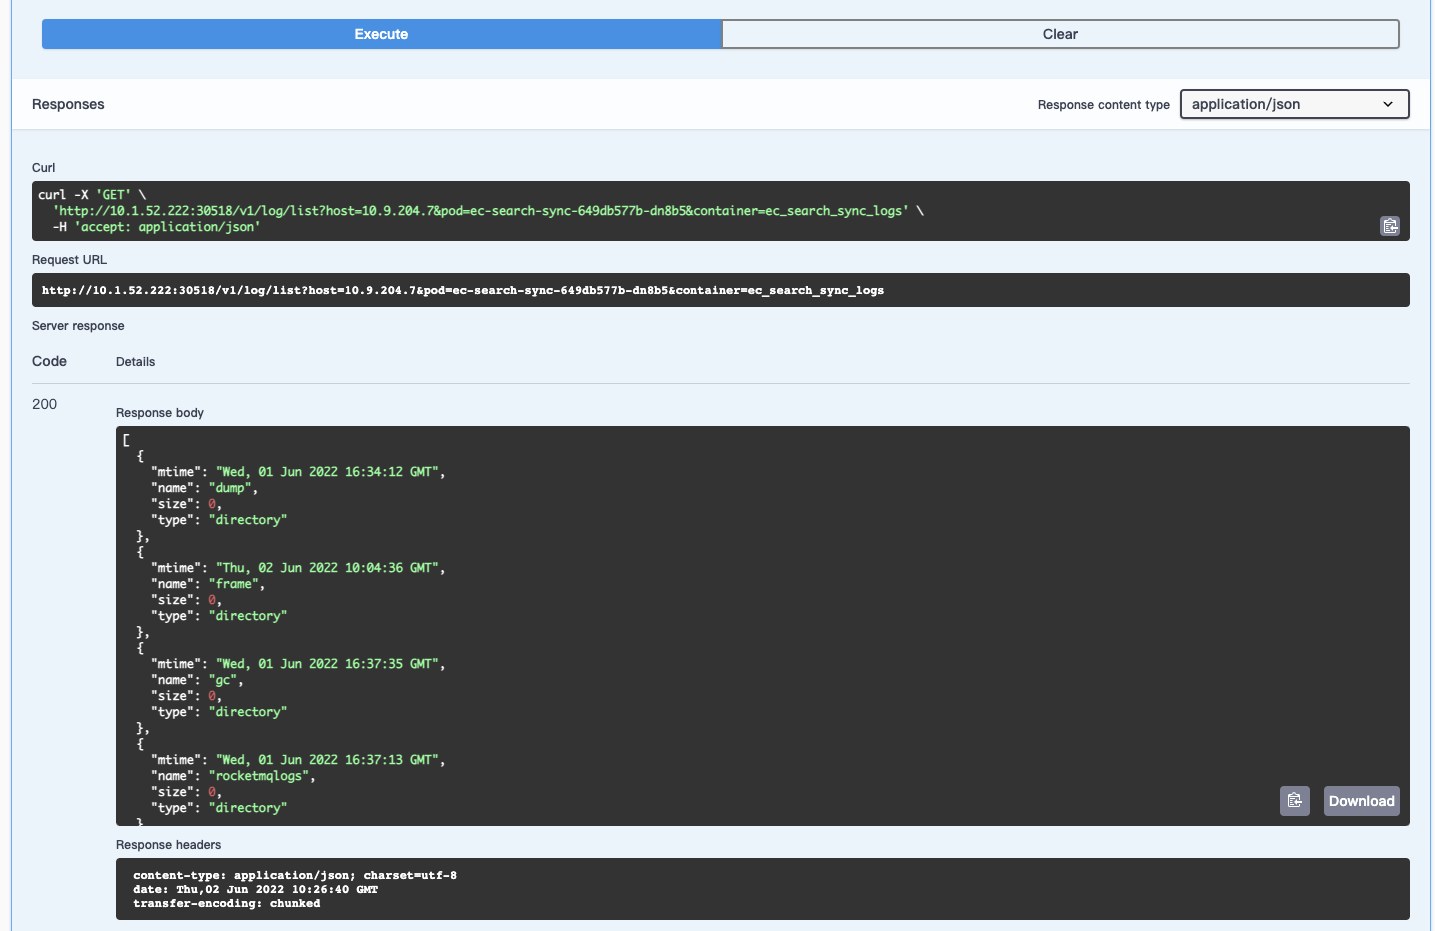 Execute
Clear
Responses
Response content type
application/json
Curl
curl -X 'GET' \
  'http://10.1.52.222:30518/v1/log/list?host=10.9.204.7&pod=ec-search-sync-649db577b-dn8b5&container=ec_search_sync_logs' \
  -H 'accept: application/json'
Request URL
http://10.1.52.222:30518/v1/log/list?host=10.9.204.7&pod=ec-search-sync-649db577b-dn8b5&container=ec_search_sync_logs
Server response
Code
Details
200
Response body
[
  {
    "mtime": "Wed, 01 Jun 2022 16:34:12 GMT",
    "name": "dump",
    "size": 0,
    "type": "directory"
  },
  {
    "mtime": "Thu, 02 Jun 2022 10:04:36 GMT",
    "name": "frame",
    "size": 0,
    "type": "directory"
  },
  {
    "mtime": "Wed, 01 Jun 2022 16:37:35 GMT",
    "name": "gc",
    "size": 0,
    "type": "directory"
  },
  {
    "mtime": "Wed, 01 Jun 2022 16:37:13 GMT",
    "name": "rocketmqlogs",
    "size": 0,
    "type": "directory"
  }
Download
Response headers
content-type: application/json; charset=utf-8
date: Thu,02 Jun 2022 10:26:40 GMT
transfer-encoding: chunked